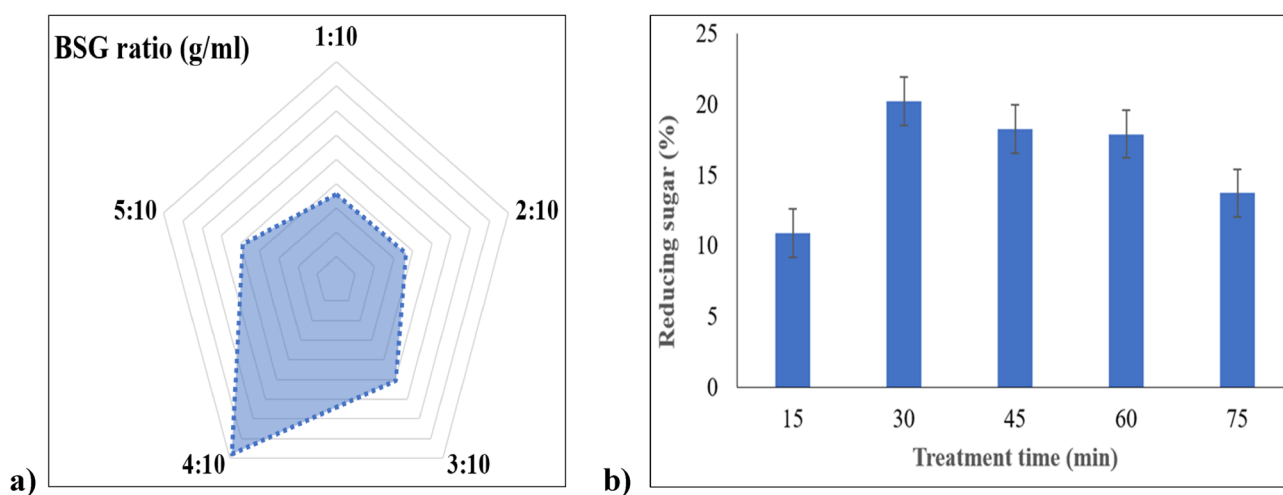 BSG ratio (g/ml)
1:10
2:10
3:10
4:10
5:10
a)
Reducing sugar (%)
25
20
15
10
5
0
15 30 45 60 75
Treatment time (min)
b)